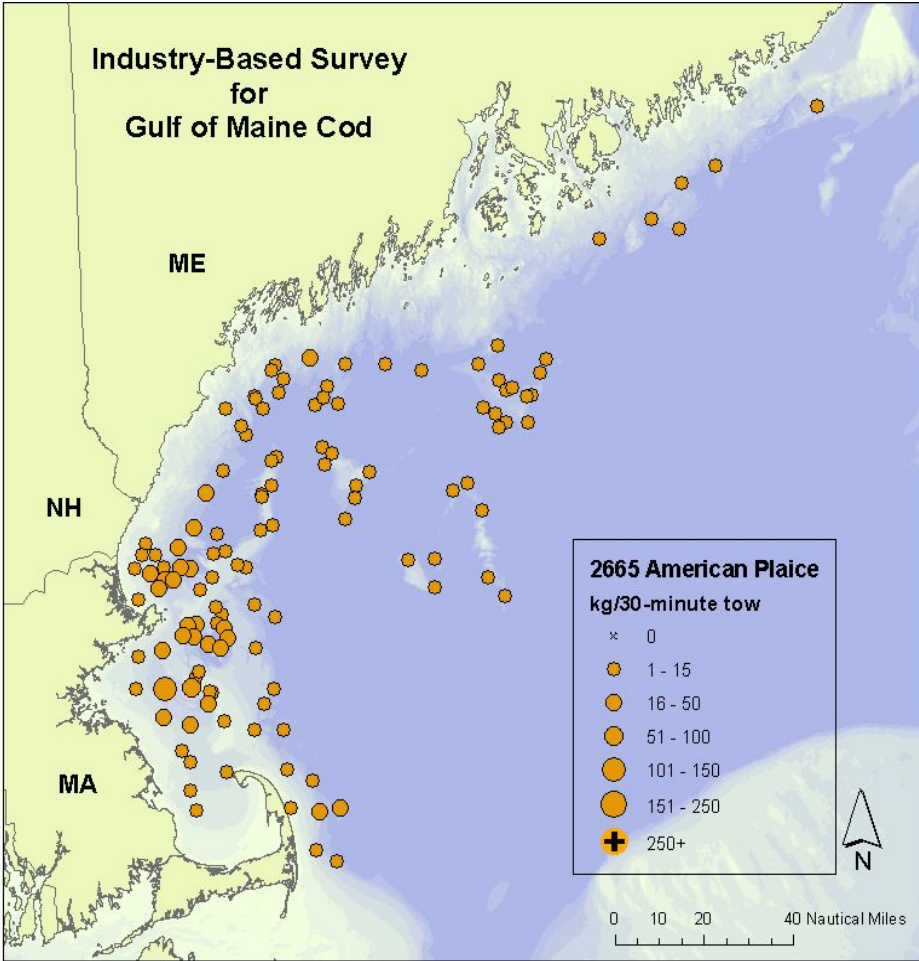 Industry-Based Survey
for
Gulf of Maine Cod
ME
NH
MA
2665 American Plaice
kg/30-minute tow
0
1 - 15
16 - 50
51 - 100
101 - 150
151 - 250
250+
N
0 10 20 40 Nautical Miles